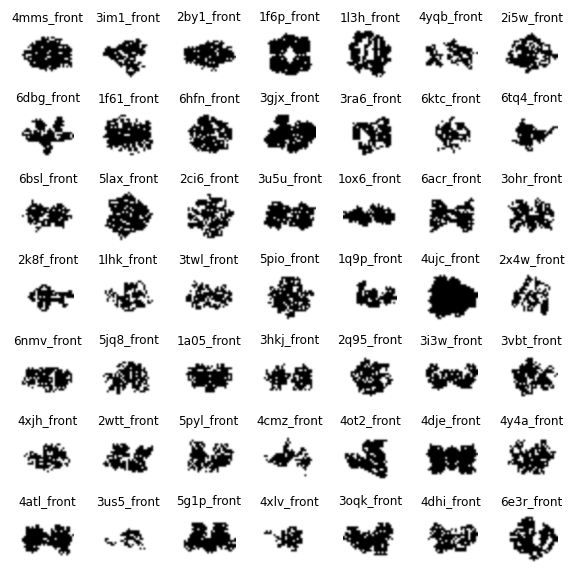 4mms_front 3im1_front 2by1_front 1f6p_front 1l3h_front 4yqb_front 2i5w_front
6dbg_front 1f61_front 6hfn_front 3gjx_front 3ra6_front 6ktc_front 6tq4_front
6bsl_front 5lax_front 2ci6_front 3u5u_front 1ox6_front 6acr_front 3ohr_front
2k8f_front 1lhk_front 3twl_front 5pio_front 1q9p_front 4ujc_front 2x4w_front
6nmv_front 5jq8_front 1a05_front 3hkj_front 2q95_front 3i3w_front 3vbt_front
4xjh_front 2wtt_front 5pyl_front 4cmz_front 4ot2_front 4dje_front 4y4a_front
4atl_front 3us5_front 5g1p_front 4xlv_front 3oqk_front 4dhi_front 6e3r_front